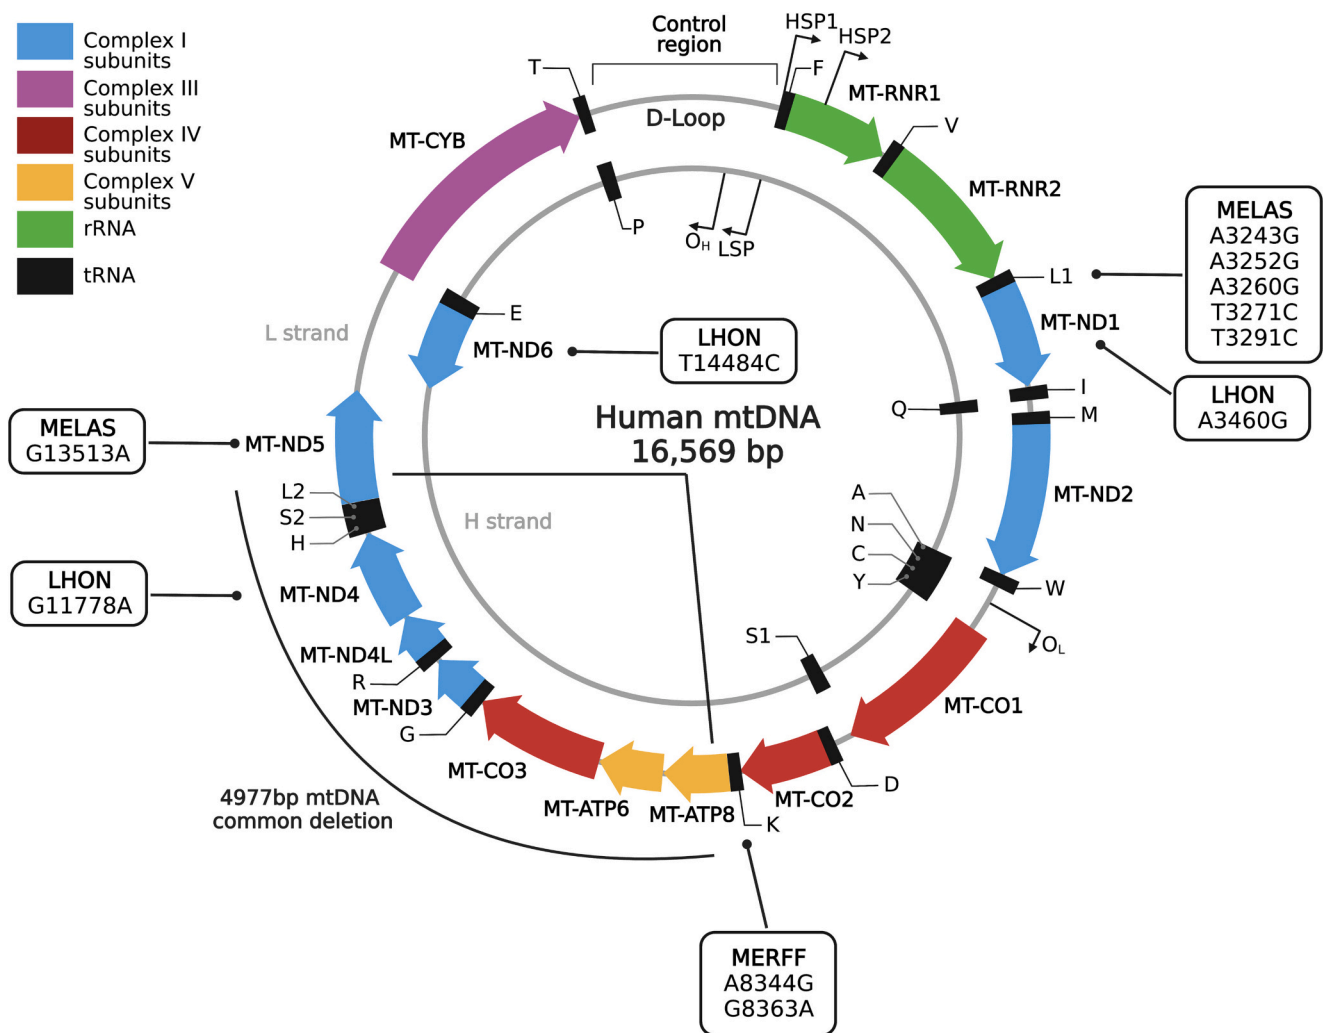 Complex I
subunits
Complex III
subunits
Complex IV
subunits
Complex V
subunits
rRNA
tRNA
Control
region
HSP1
HSP2
T
F
MT-RNR1
D-Loop
MT-CYB
V
MT-RNR2
P
OH
LSP
MELAS
A3243G
A3252G
A3260G
T3271C
T3291C
L1
E
L strand
MT-ND6
LHON
T14484C
MT-ND1
LHON
A3460G
I
Q
M
Human mtDNA
16,569 bp
MELAS
G13513A
MT-ND5
MT-ND2
L2
S2
H
H strand
A
N
C
Y
LHON
G11778A
MT-ND4
W
OL
S1
MT-ND4L
R
MT-ND3
G
MT-CO1
MT-CO3
D
MT-CO2
MT-ATP6
MT-ATP8
K
4977bp mtDNA
common deletion
MERFF
A8344G
G8363A